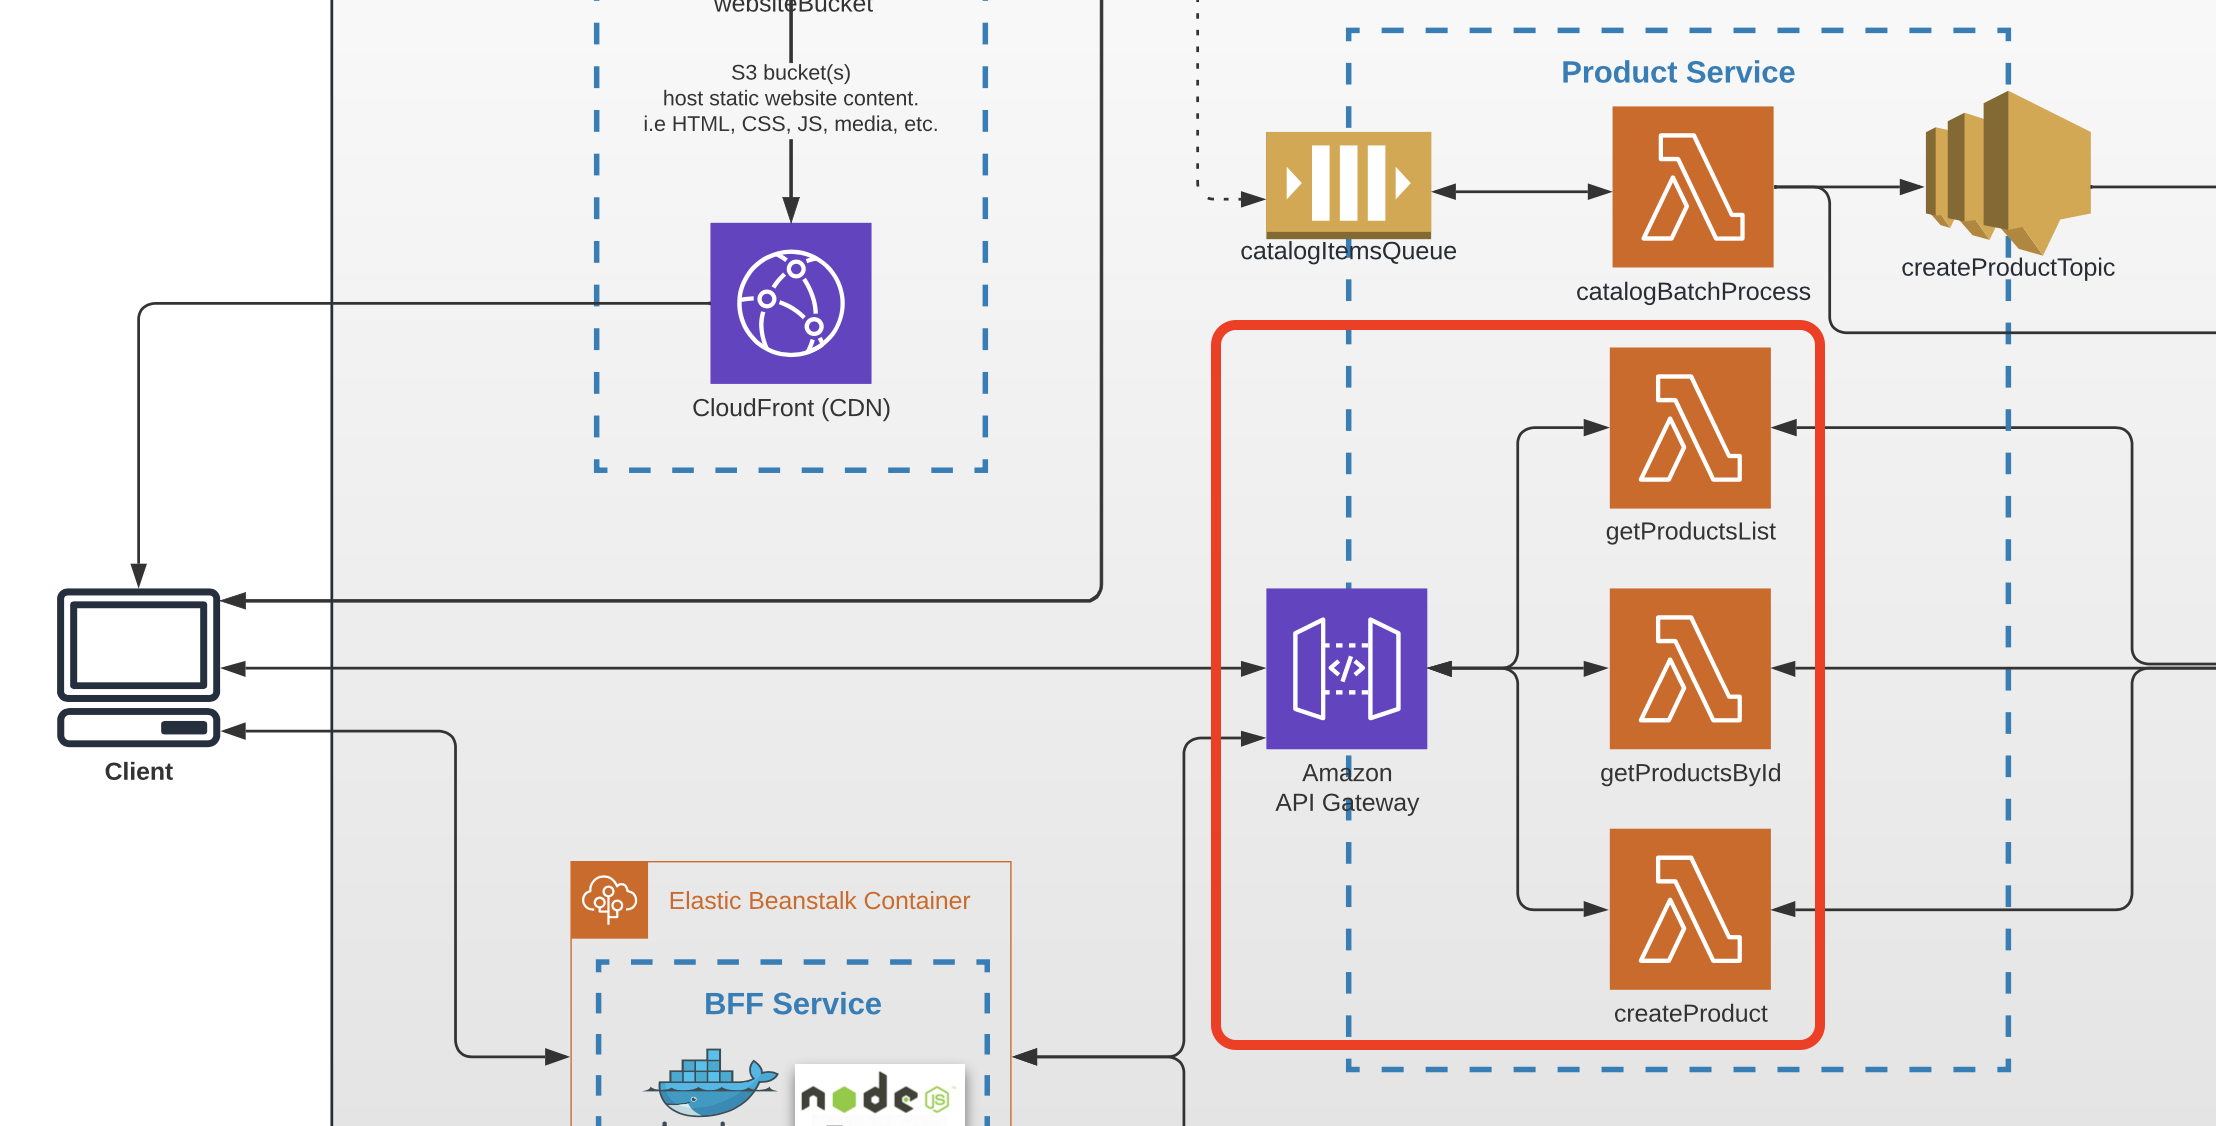 websiteBucket
S3 bucket(s)
host static website content.
i.e HTML, CSS, JS, media, etc.
CloudFront (CDN)
Client
Product Service
catalogItemsQueue
catalogBatchProcess
createProductTopic
getProductsList
Amazon
API Gateway
getProductsById
createProduct
Elastic Beanstalk Container
BFF Service
node
JS